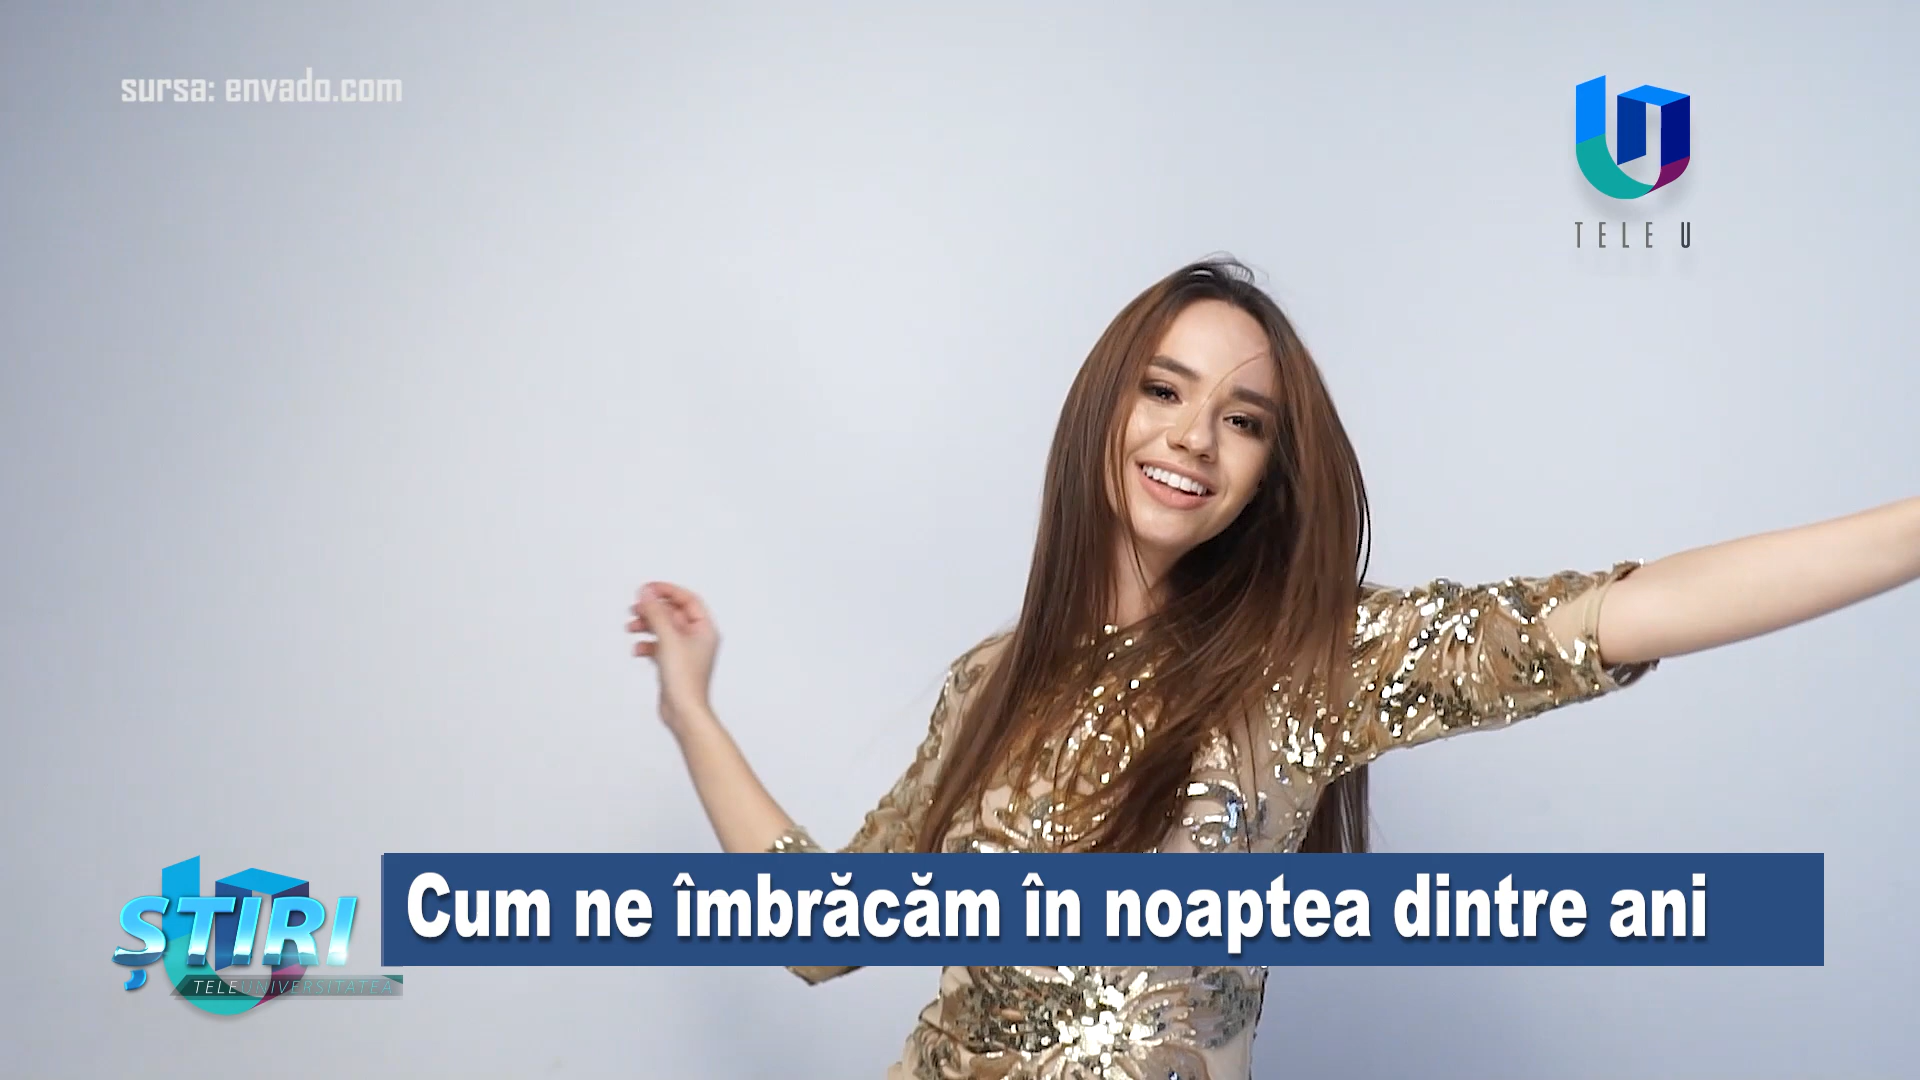 sursa: envado.com
TELE U
ȘTIRI
TELEUNIVERSITATEA
Cum ne îmbrăcăm în noaptea dintre ani